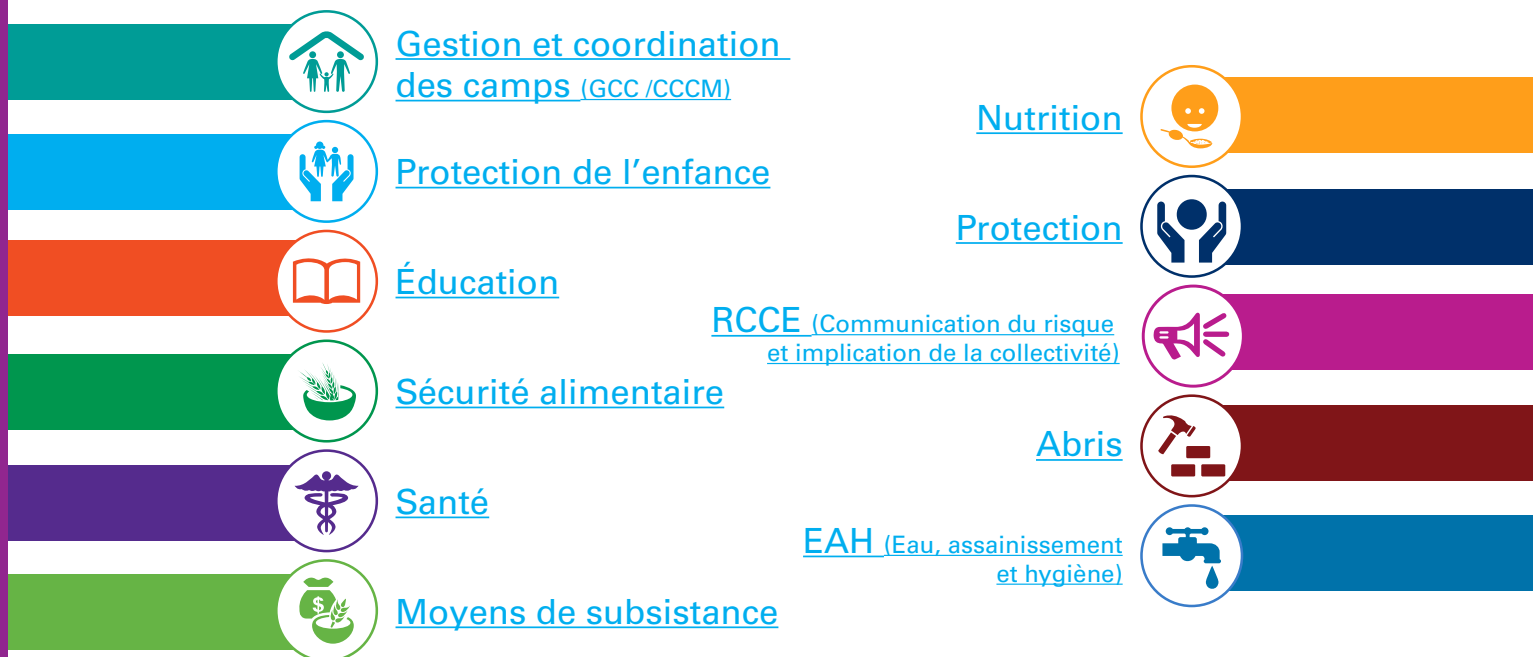 Gestion et coordination
des camps (GCC /CCCM)
Protection de l’enfance
Éducation
Sécurité alimentaire
Santé
$
Moyens de subsistance
Nutrition
Protection
RCCE (Communication du risque
et implication de la collectivité)
Abris
EAH (Eau, assainissement
et hygiène)